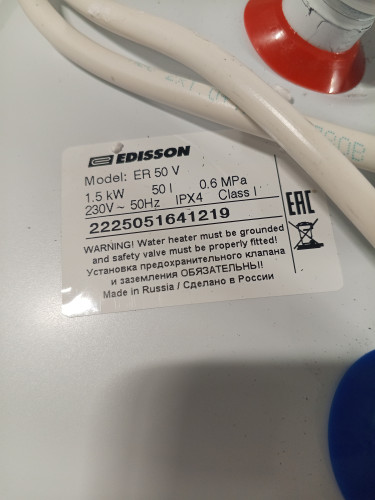 EDISSON
Model: ER 50 V
1.5 kW 50 l 0.6 MPa
230V~ 50Hz IPX4 Class I
2225051641219
EAC
WARNING! Water heater must be grounded
and safety valve must be properly fitted!
Установка предохранительного клапана
и заземления ОБЯЗАТЕЛЬНЫ!!
Made in Russia / Сделано в России